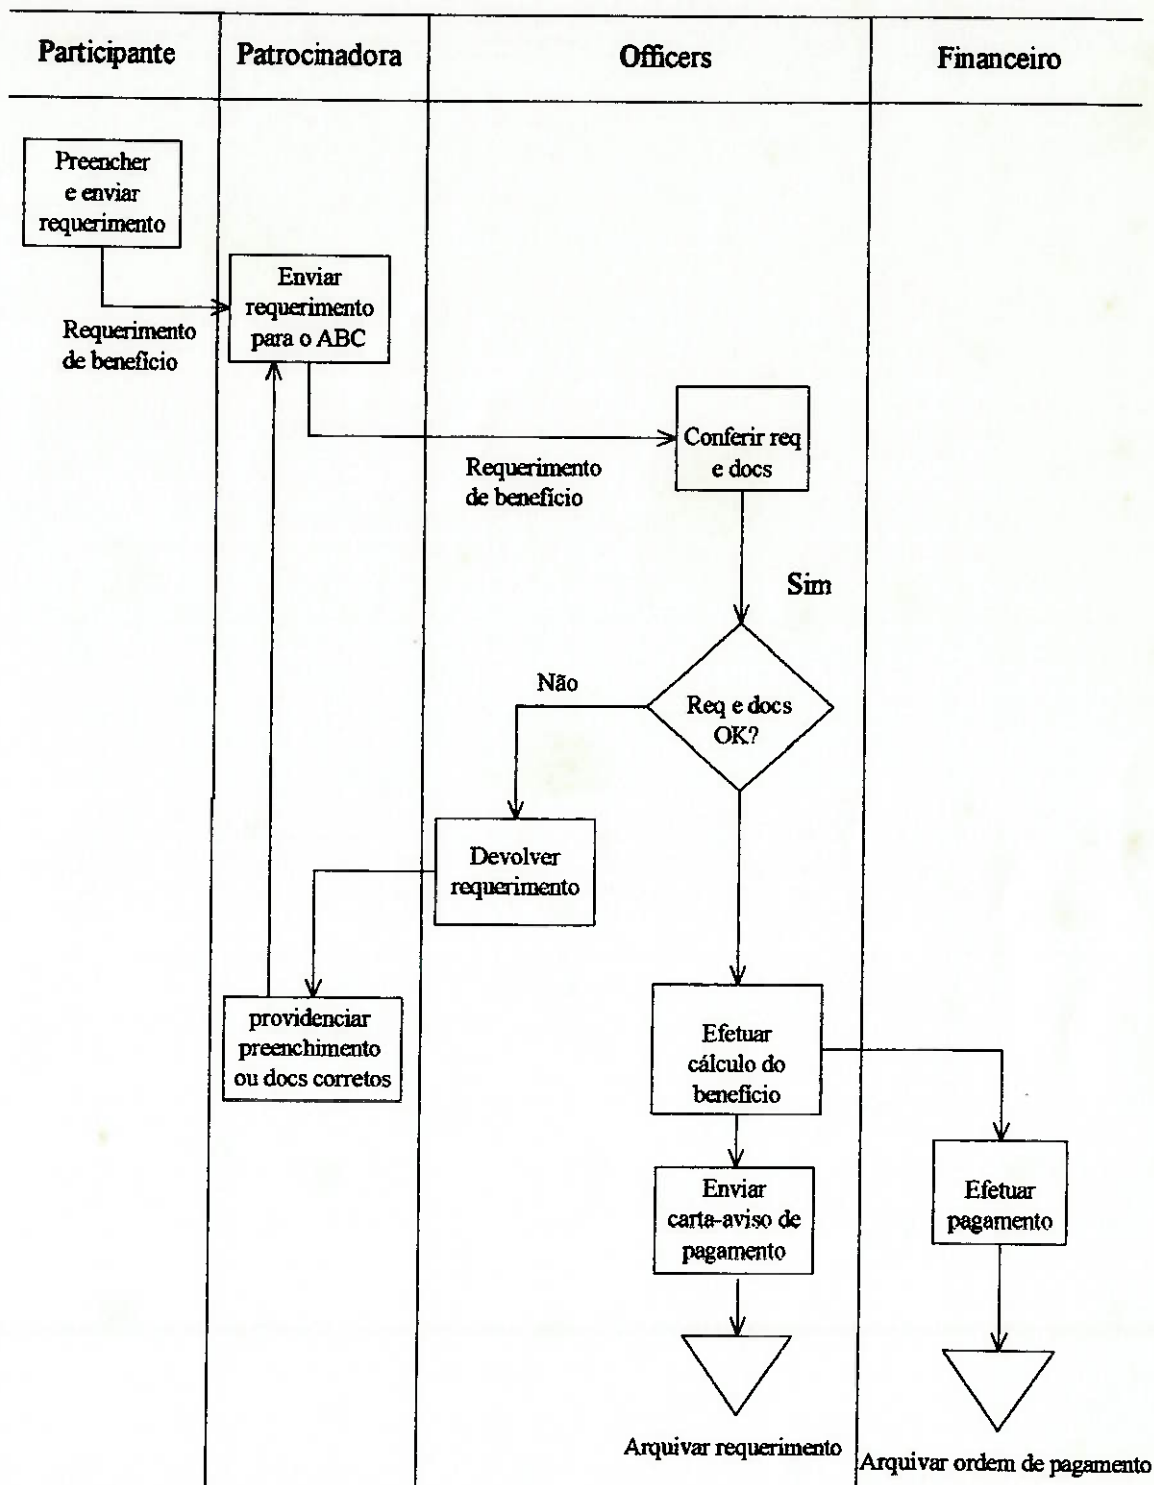 Participante
Patrocinadora
Officers
Financeiro
Preencher
e enviar
requerimento
Enviar
requerimento
para o ABC
Requerimento
de benefício
Conferir req
e docs
Requerimento
de benefício
Sim
Não
Req e docs
OK?
Devolver
requerimento
providenciar
preenchimento
ou docs corretos
Efetuar
cálculo do
benefício
Enviar
carta-aviso de
pagamento
Efetuar
pagamento
Arquivar requerimento
Arquivar ordem de pagamento